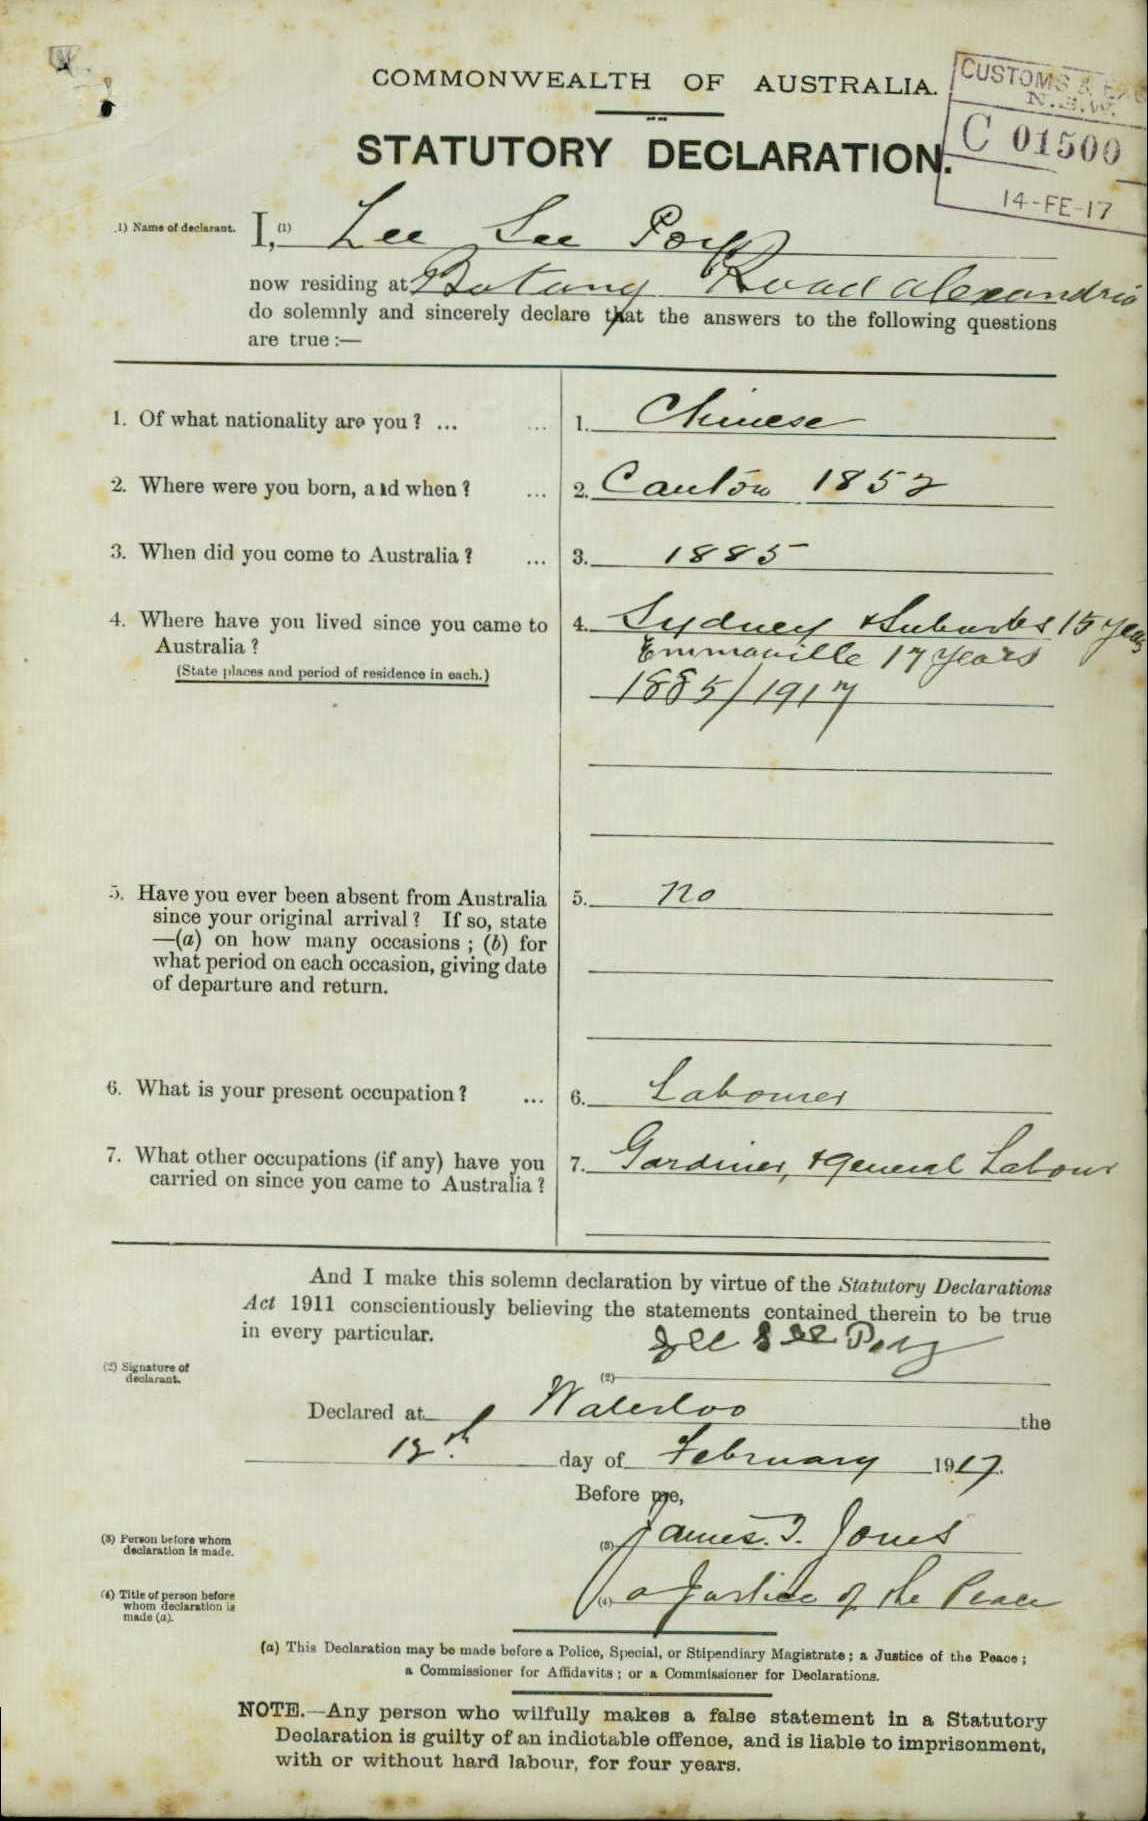 COMMONWEALTH OF AUSTRALIA.
CUSTOMS & EXC
N.S.W.
C 01500
14-FE-17
STATUTORY DECLARATION.
(1) Name of declarant. I, (1) Lee See Poy
now residing at Botany Road Alexandria
do solemnly and sincerely declare that the answers to the following questions
are true :—
1. Of what nationality are you ? ... ... 1. Chinese
2. Where were you born, and when ? ... 2. Canton 1852
3. When did you come to Australia ? ... 3. 1885
4. Where have you lived since you came to 4. Sydney & Suburbs 15 years
Australia ? Emmaville 17 years
(State places and period of residence in each.) 1885/1917
5. Have you ever been absent from Australia 5. no
since your original arrival ? If so, state
—(a) on how many occasions ; (b) for
what period on each occasion, giving date
of departure and return.
6. What is your present occupation ? ... 6. Labourer
7. What other occupations (if any) have you 7. Gardiner, & general Labour
carried on since you came to Australia ?
And I make this solemn declaration by virtue of the Statutory Declarations
Act 1911 conscientiously believing the statements contained therein to be true
in every particular.
(2) Signature of declarant. (2) Lee See Poy
Declared at Waterloo the
12th. day of February 1917.
Before me,
(3) Person before whom declaration is made. (3) James. T. Jones
(4) Title of person before whom declaration is made (a). (4) a Justice of the Peace
(a) This Declaration may be made before a Police, Special, or Stipendiary Magistrate ; a Justice of the Peace ;
a Commissioner for Affidavits ; or a Commissioner for Declarations.
NOTE.—Any person who wilfully makes a false statement in a Statutory
Declaration is guilty of an indictable offence, and is liable to imprisonment,
with or without hard labour, for four years.